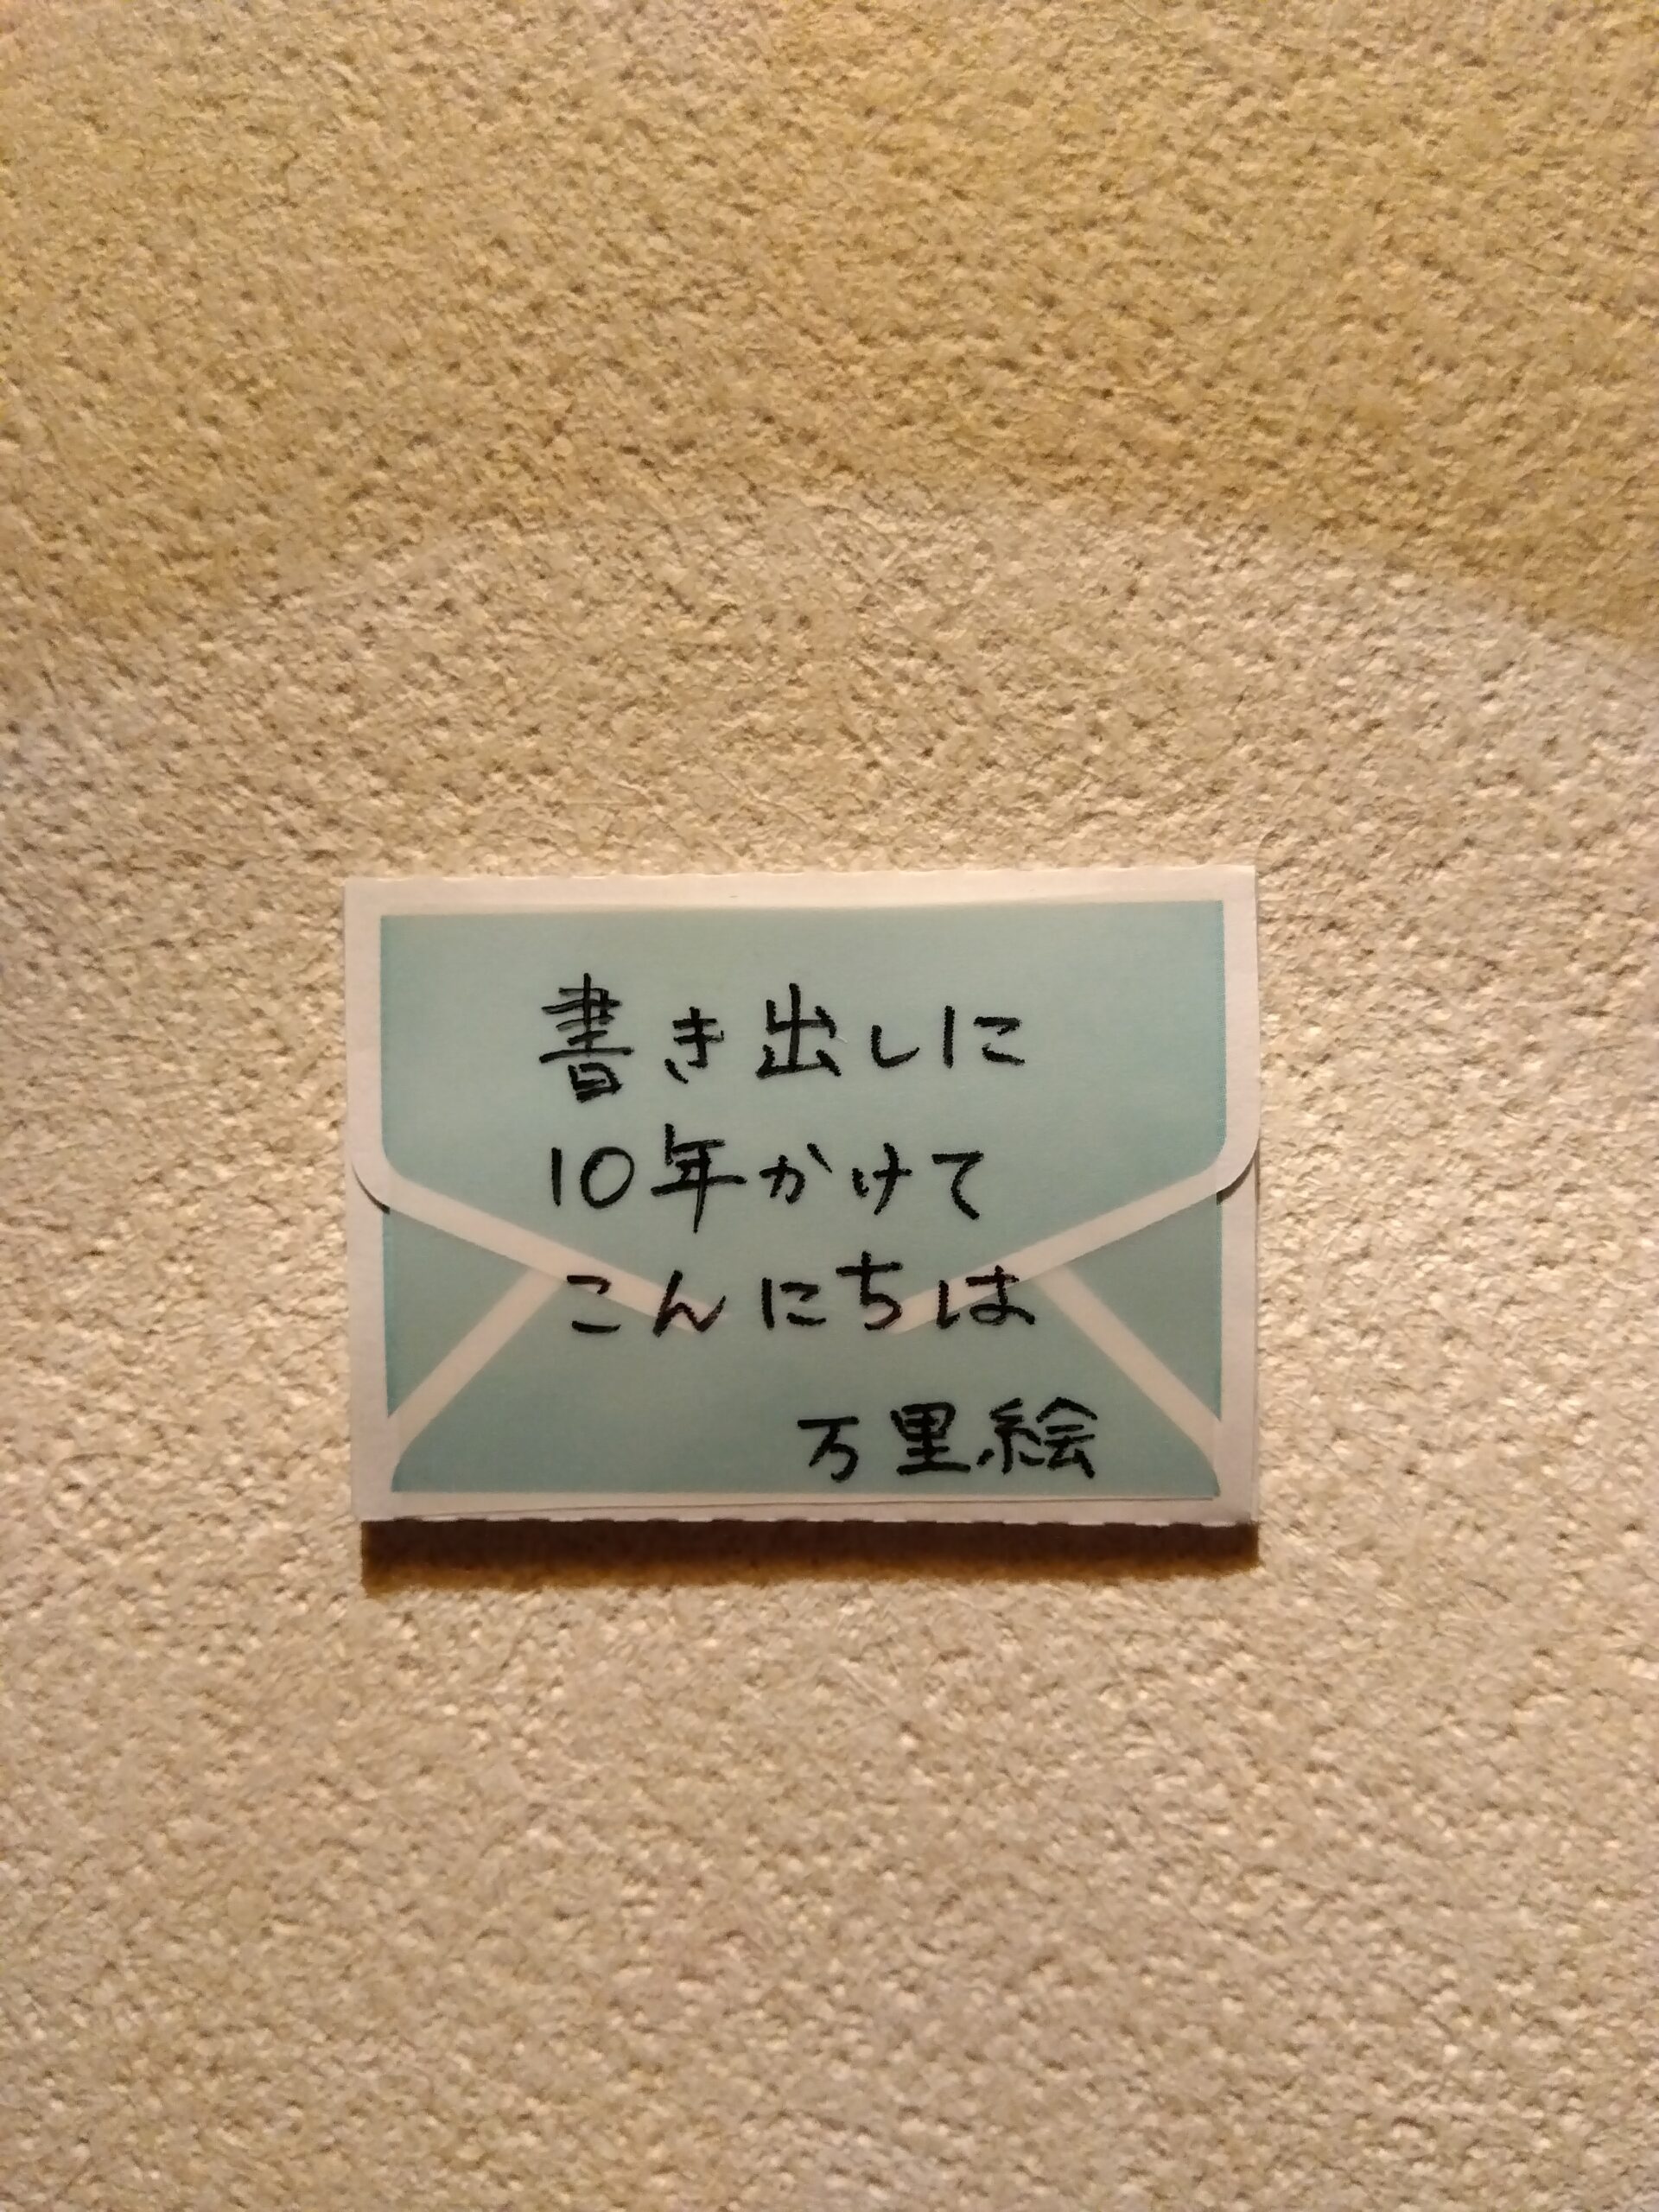 書き出しに
10年かけて
こんにちは
万里絵